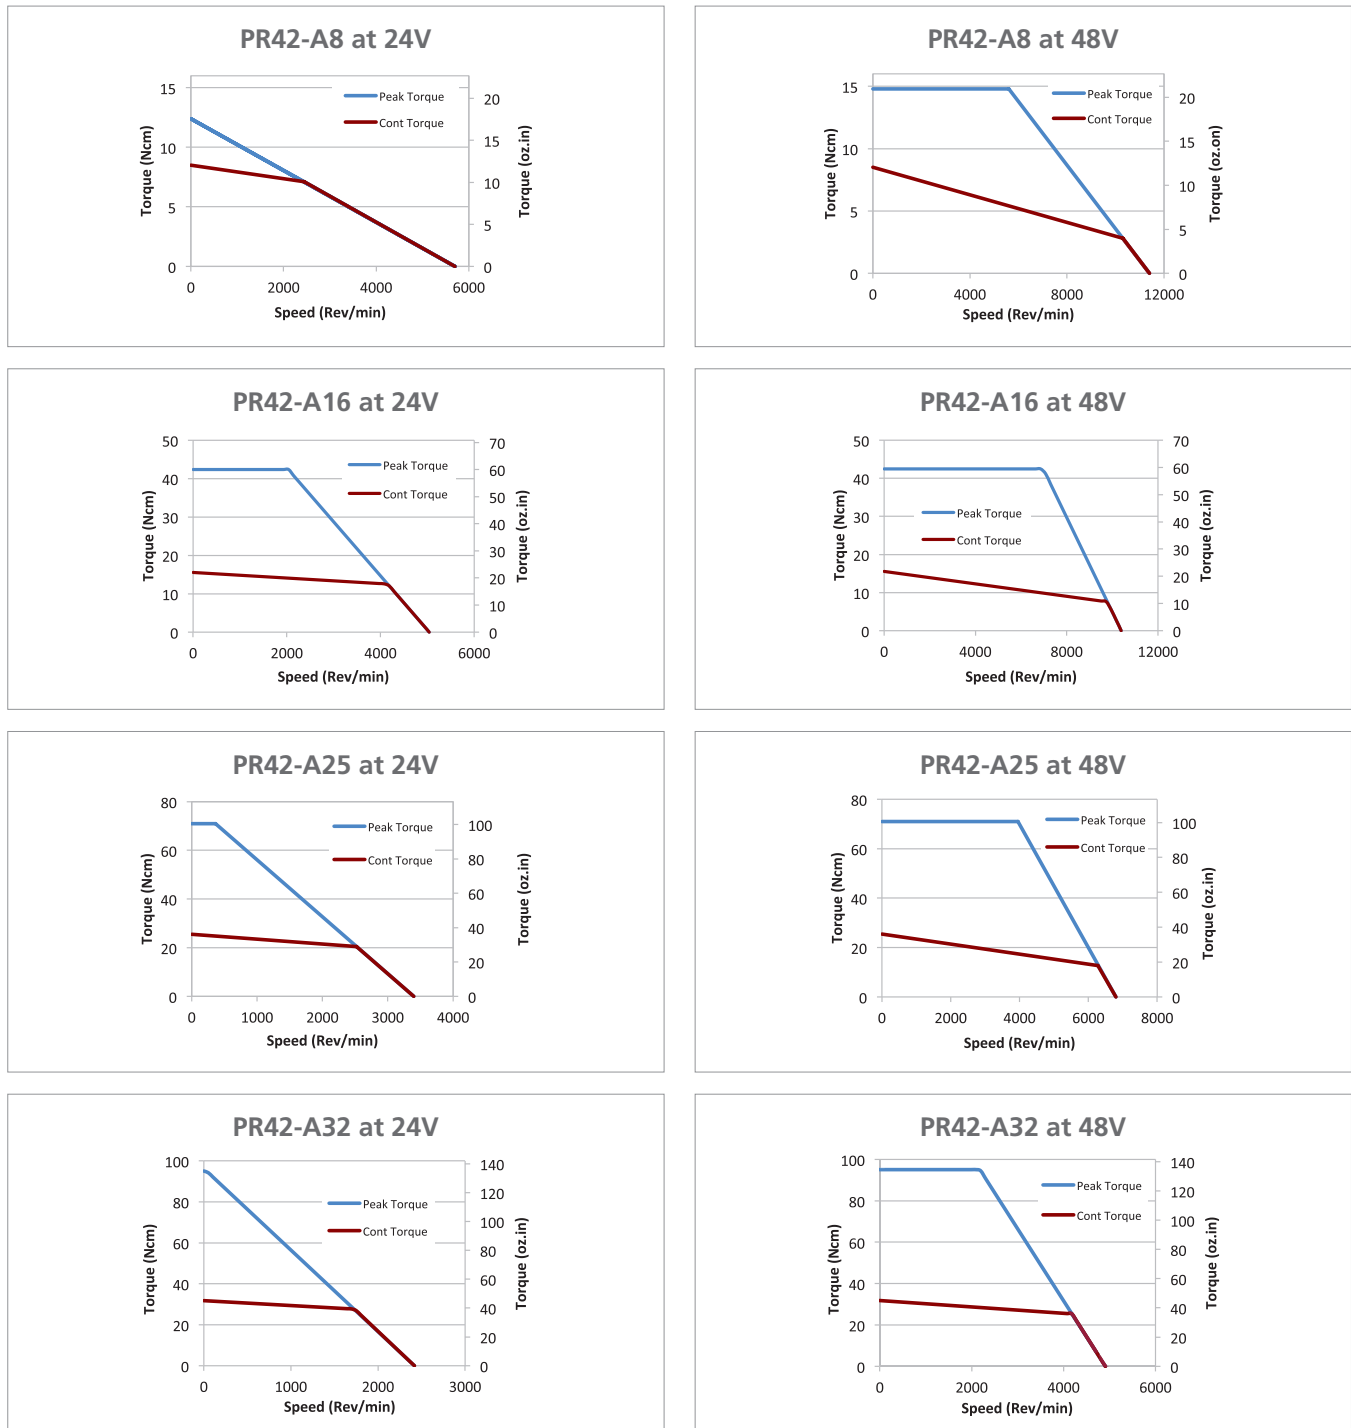 PR42-A8 at 24V
15
10
5
0
20
15
10
5
0
Peak Torque
Cont Torque
Torque (Ncm)
Torque (oz.in)
0 2000 4000 6000
Speed (Rev/min)
PR42-A8 at 48V
15
10
5
0
20
15
10
5
0
Peak Torque
Cont Torque
Torque (Ncm)
Torque (oz.on)
0 4000 8000 12000
Speed (Rev/min)
PR42-A16 at 24V
50
40
30
20
10
0
70
60
50
40
30
20
10
0
Peak Torque
Cont Torque
Torque (Ncm)
Torque (oz.in)
0 2000 4000 6000
Speed (Rev/min)
PR42-A16 at 48V
50
40
30
20
10
0
70
60
50
40
30
20
10
0
Peak Torque
Cont Torque
Torque (Ncm)
Torque (oz.in)
0 4000 8000 12000
Speed (Rev/min)
PR42-A25 at 24V
80
60
40
20
0
100
80
60
40
20
0
Peak Torque
Cont Torque
Torque (Ncm)
Torque (oz.in)
0 1000 2000 3000 4000
Speed (Rev/min)
PR42-A25 at 48V
80
60
40
20
0
100
80
60
40
20
0
Peak Torque
Cont Torque
Torque (Ncm)
Torque (oz.in)
0 2000 4000 6000 8000
Speed (Rev/min)
PR42-A32 at 24V
100
80
60
40
20
0
140
120
100
80
60
40
20
0
Peak Torque
Cont Torque
Torque (Ncm)
Torque (oz.in)
0 1000 2000 3000
Speed (Rev/min)
PR42-A32 at 48V
100
80
60
40
20
0
140
120
100
80
60
40
20
0
Peak Torque
Cont Torque
Torque (Ncm)
Torque (oz.in)
0 2000 4000 6000
Speed (Rev/min)